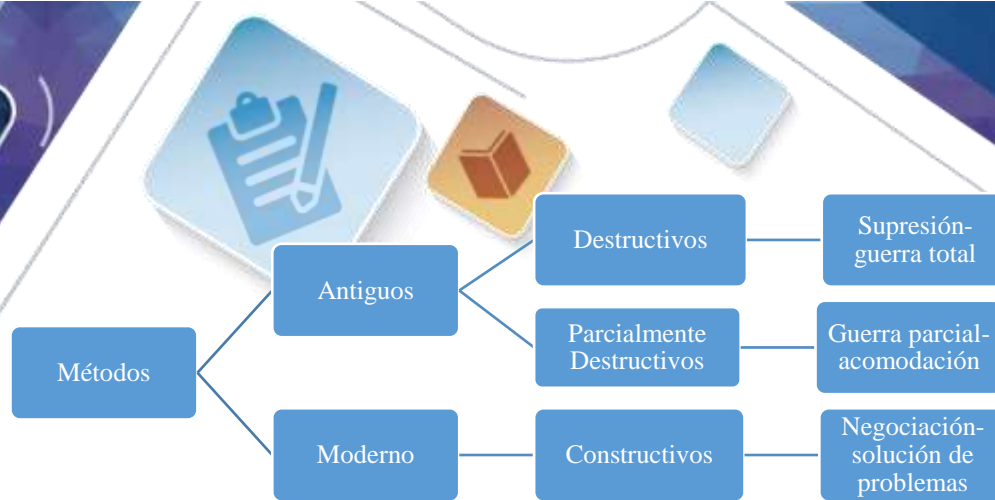 Métodos
Antiguos
Destructivos
Supresión-
guerra total
Parcialmente
Destructivos
Guerra parcial-
acomodación
Moderno
Constructivos
Negociación-
solución de
problemas